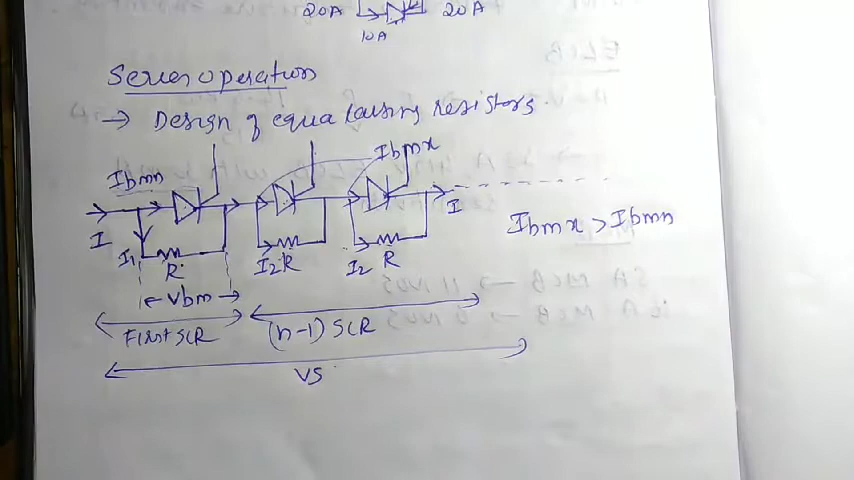 20A 20A
10A
Series operation
→ Design of equalaising resistors.
Ibmn Ibmx
I I
Ibmx > Ibmn
I1 R I2 R I2 R
Vbm
First SCR (n-1) SCR
VS